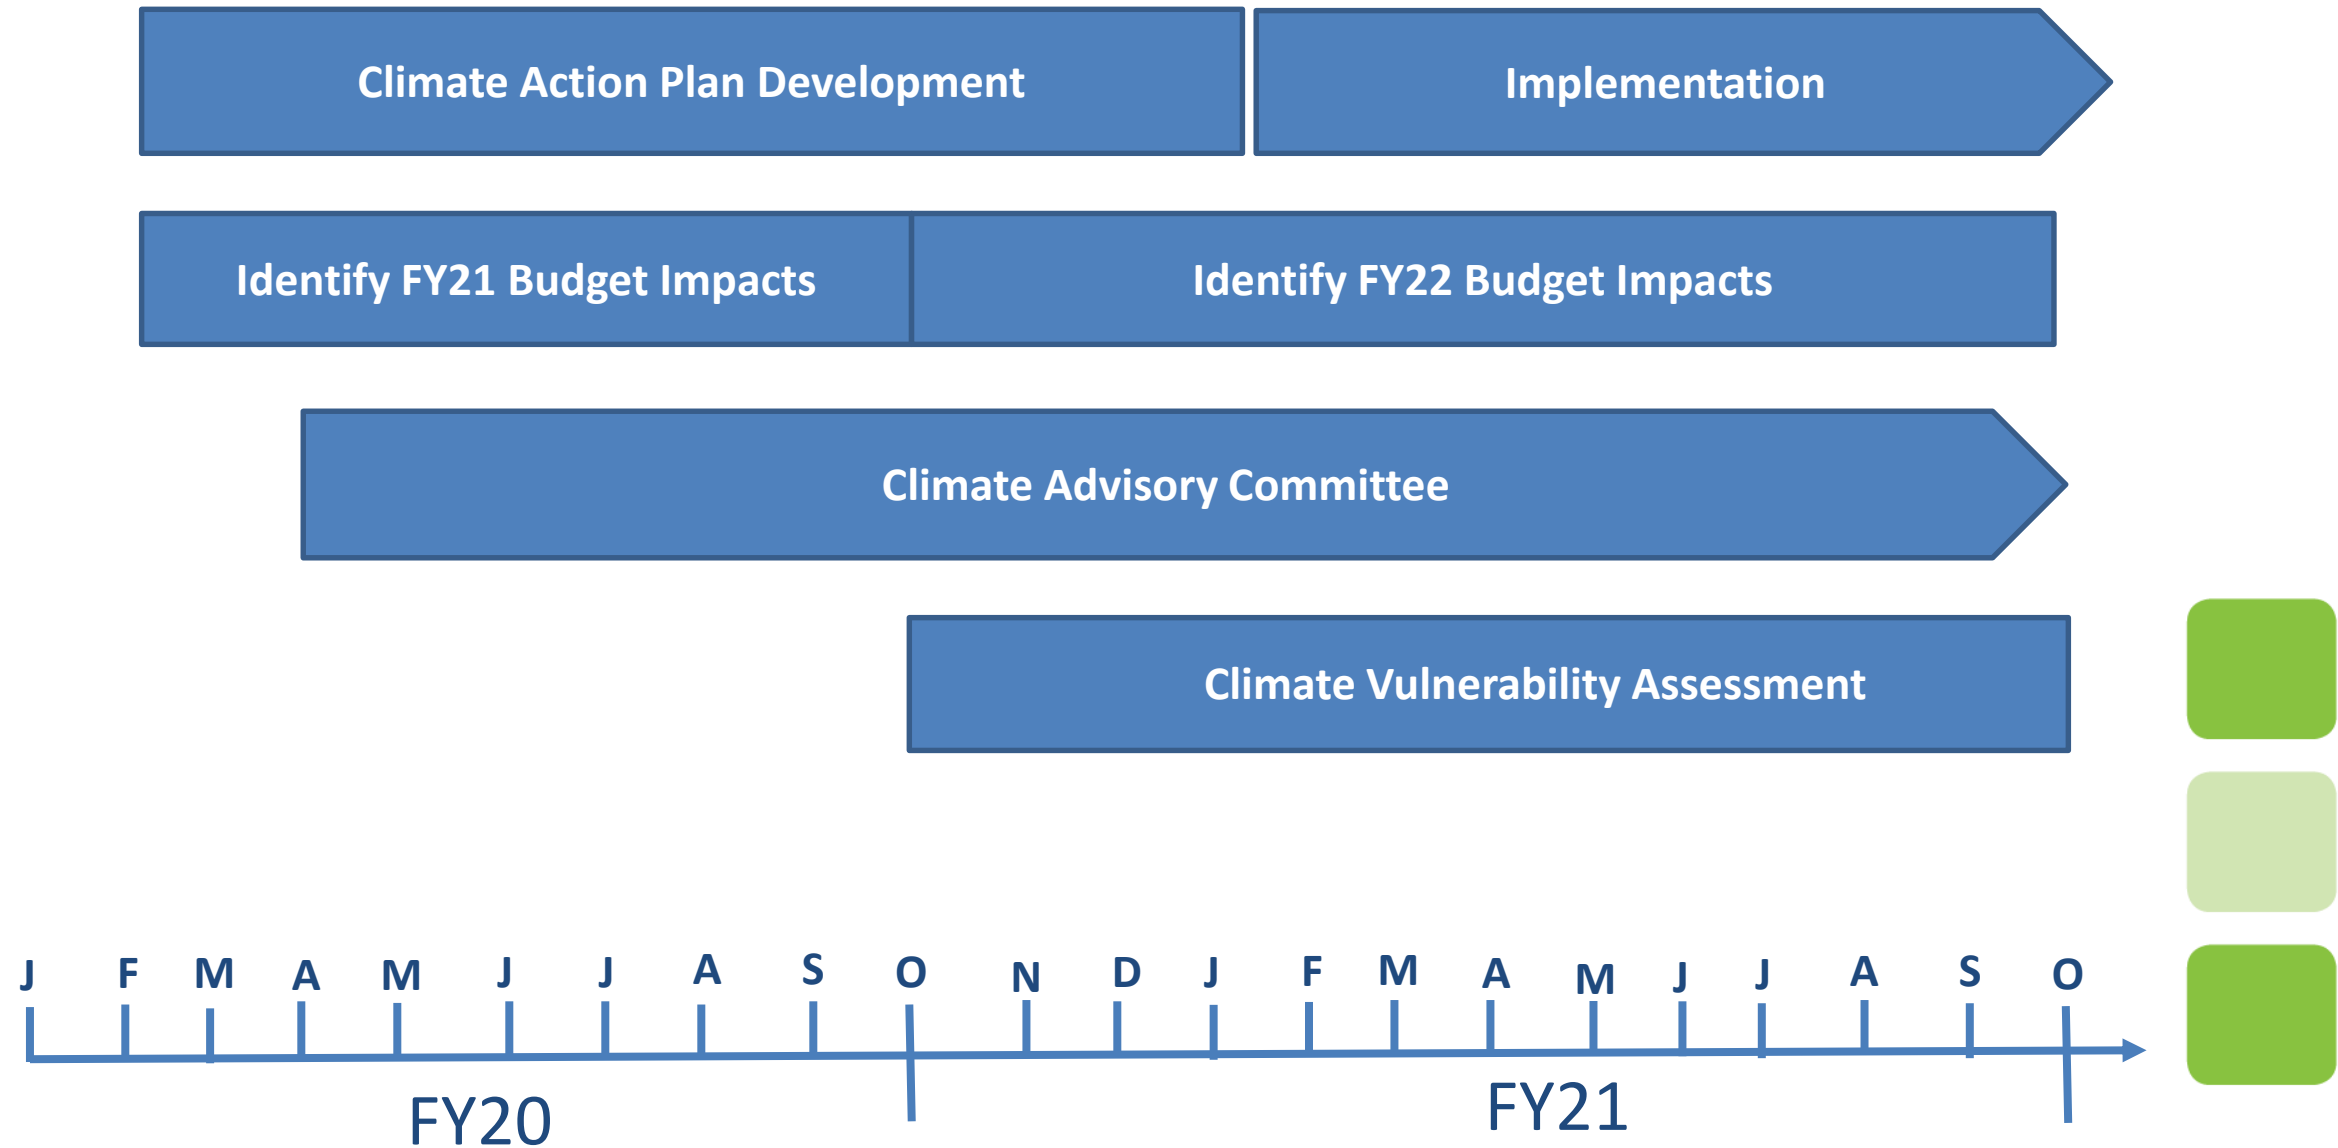 Climate Action Plan Development
Implementation
Identify FY21 Budget Impacts
Identify FY22 Budget Impacts
Climate Advisory Committee
Climate Vulnerability Assessment
J F M A M J J A S O N D J F M A M J J A S O
FY20
FY21